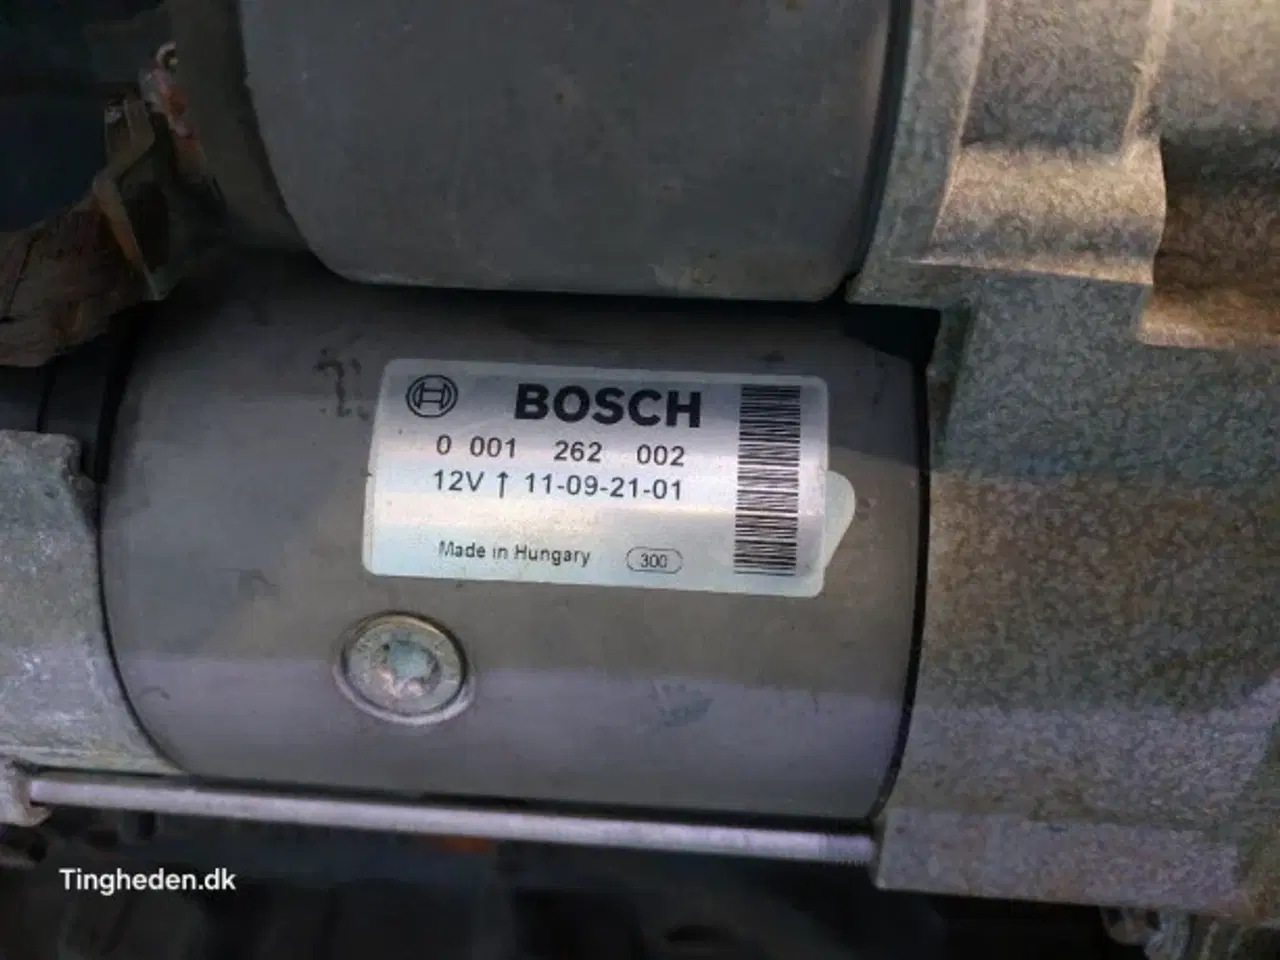 BOSCH
0 001 262 002
12V ↑ 11-09-21-01
Made in Hungary 300
Tingheden.dk